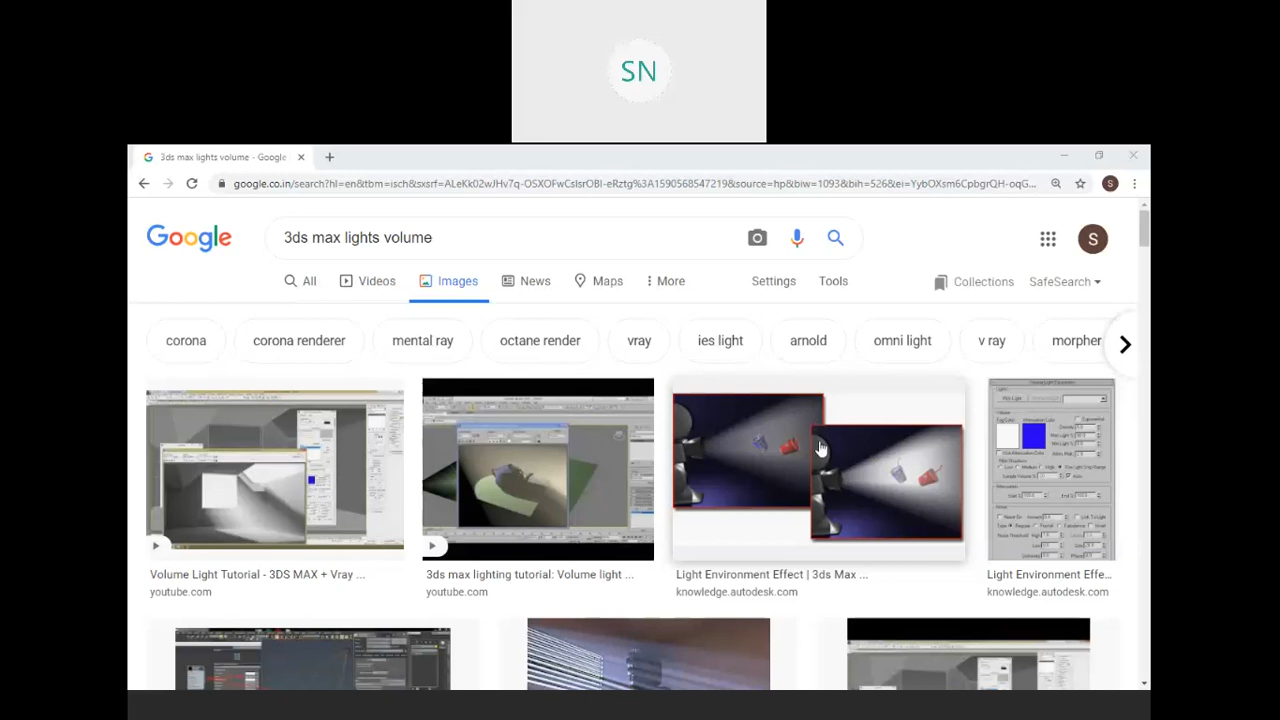 SN
3ds max lights volume - Google
google.co.in/search?hl=en&tbm=isch&sxsrf=ALeKk02wJHv7q-OSXOFwCsIsrOBI-eRztg%3A1590568547219&source=hp&biw=1093&bih=526&ei=YybOXsm6CpbgrQH-oqG...
S
Google
3ds max lights volume
S
All
Videos
Images
News
Maps
More
Settings
Tools
Collections
SafeSearch
corona
corona renderer
mental ray
octane render
vray
ies light
arnold
omni light
v ray
morpher
Volume Light Tutorial - 3DS MAX + Vray ...
youtube.com
3ds max lighting tutorial: Volume light ...
youtube.com
Light Environment Effect | 3ds Max ...
knowledge.autodesk.com
Light Environment Effe...
knowledge.autodesk.com